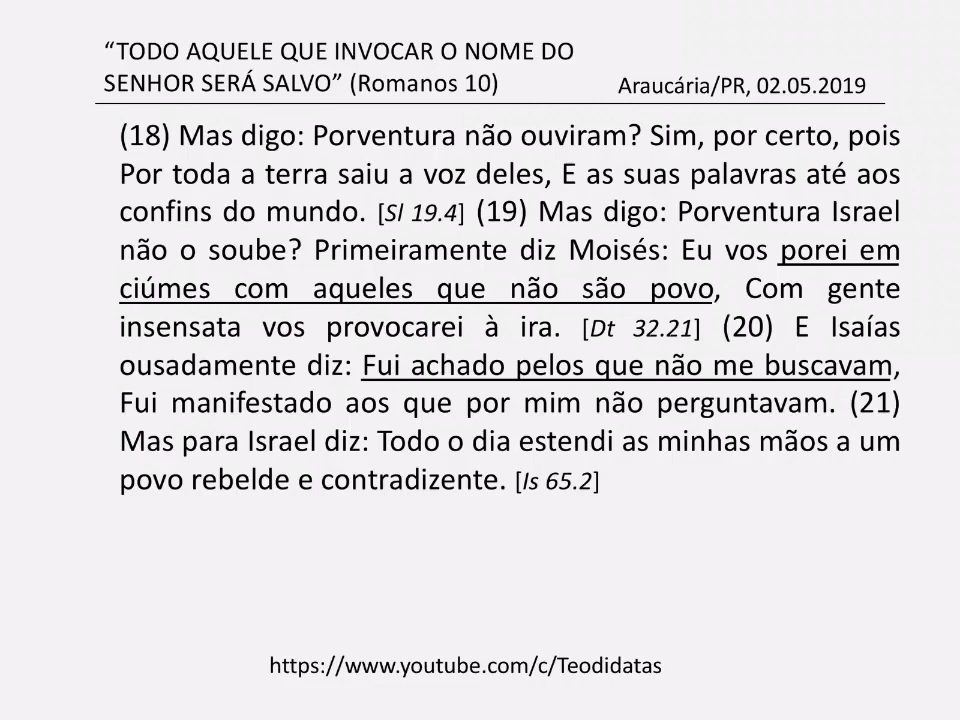 “TODO AQUELE QUE INVOCAR O NOME DO
SENHOR SERÁ SALVO” (Romanos 10)
Araucária/PR, 02.05.2019
(18) Mas digo: Porventura não ouviram? Sim, por certo, pois
Por toda a terra saiu a voz deles, E as suas palavras até aos
confins do mundo. [Sl 19.4] (19) Mas digo: Porventura Israel
não o soube? Primeiramente diz Moisés: Eu vos porei em
ciúmes com aqueles que não são povo, Com gente
insensata vos provocarei à ira. [Dt 32.21] (20) E Isaías
ousadamente diz: Fui achado pelos que não me buscavam,
Fui manifestado aos que por mim não perguntavam. (21)
Mas para Israel diz: Todo o dia estendi as minhas mãos a um
povo rebelde e contradizente. [Is 65.2]
https://www.youtube.com/c/Teodidatas